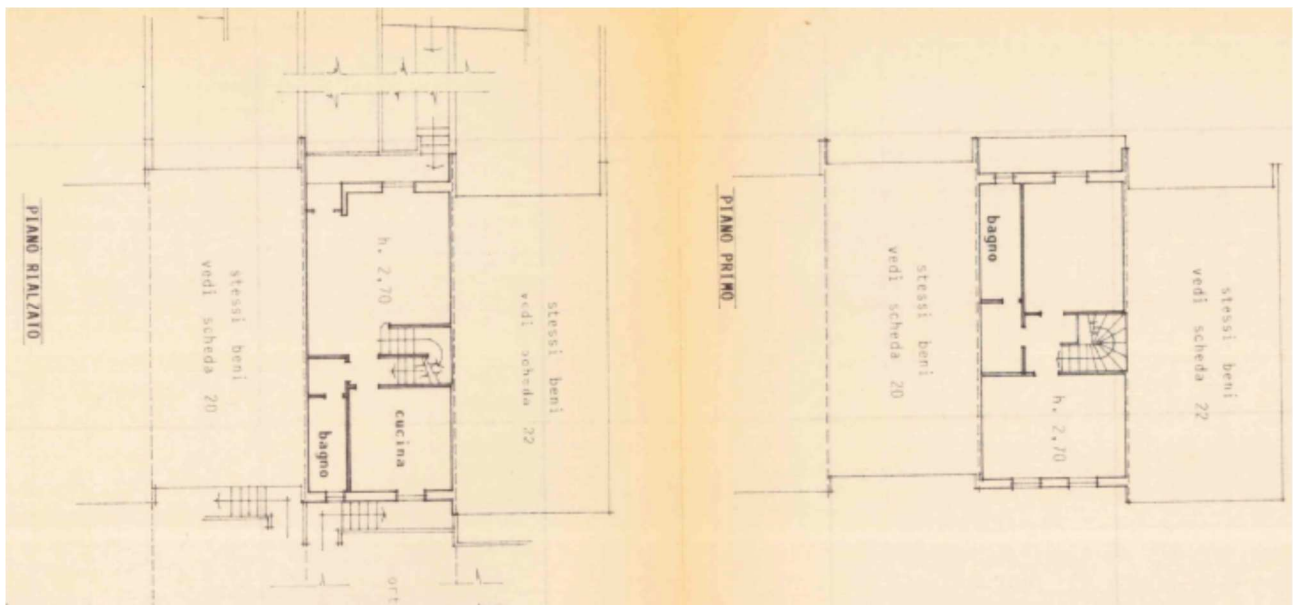 PIANO RIALZATO
stessi beni
vedi scheda 20
h. 2,70
bagno
cucina
stessi beni
vedi scheda 22
ort
PIANO PRIMO
stessi beni
vedi scheda 20
bagno
h. 2,70
stessi beni
vedi scheda 22